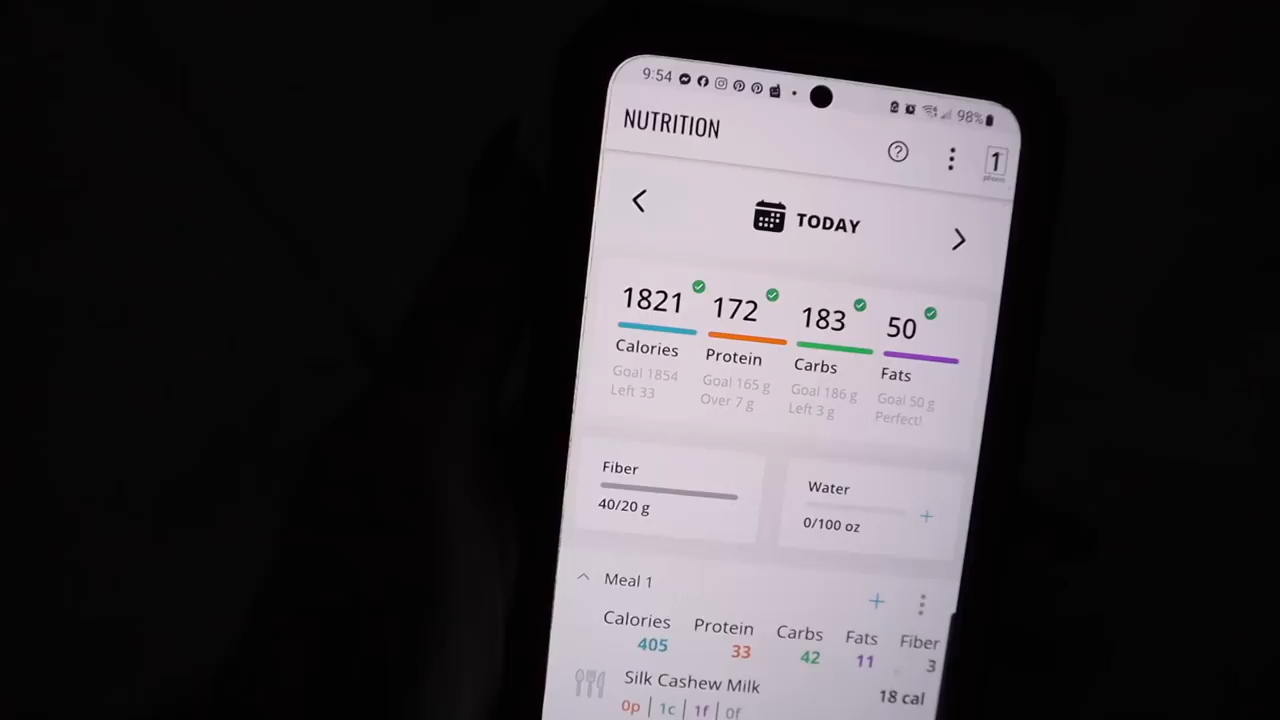 9:54 98%
NUTRITION
1
phorm
TODAY
1821 172 183 50
Calories Protein Carbs Fats
Goal 1854 Goal 165 g Goal 186 g Goal 50 g
Left 33 Over 7 g Left 3 g Perfect!
Fiber Water
40/20 g 0/100 oz
Meal 1
Calories Protein Carbs Fats Fiber
405 33 42 11 3
Silk Cashew Milk 18 cal
0p | 1c | 1f | 0f